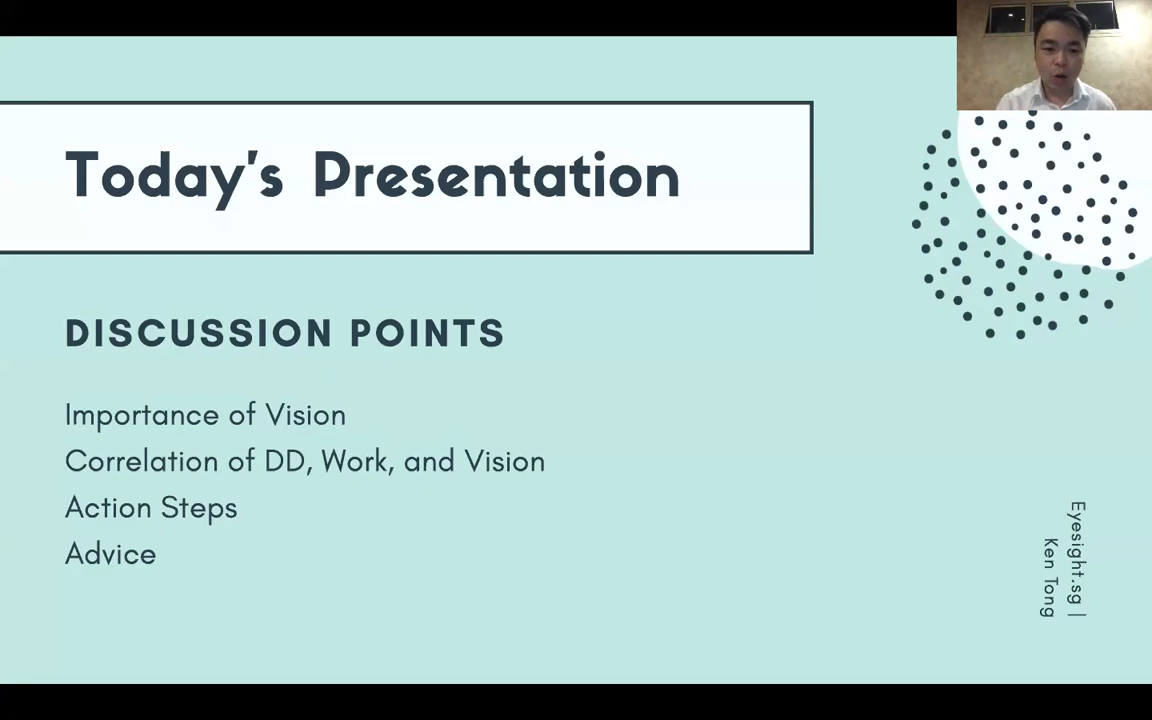 Today's Presentation
DISCUSSION POINTS
Importance of Vision
Correlation of DD, Work, and Vision
Action Steps
Advice
Eyesight.sg |
Ken Tong